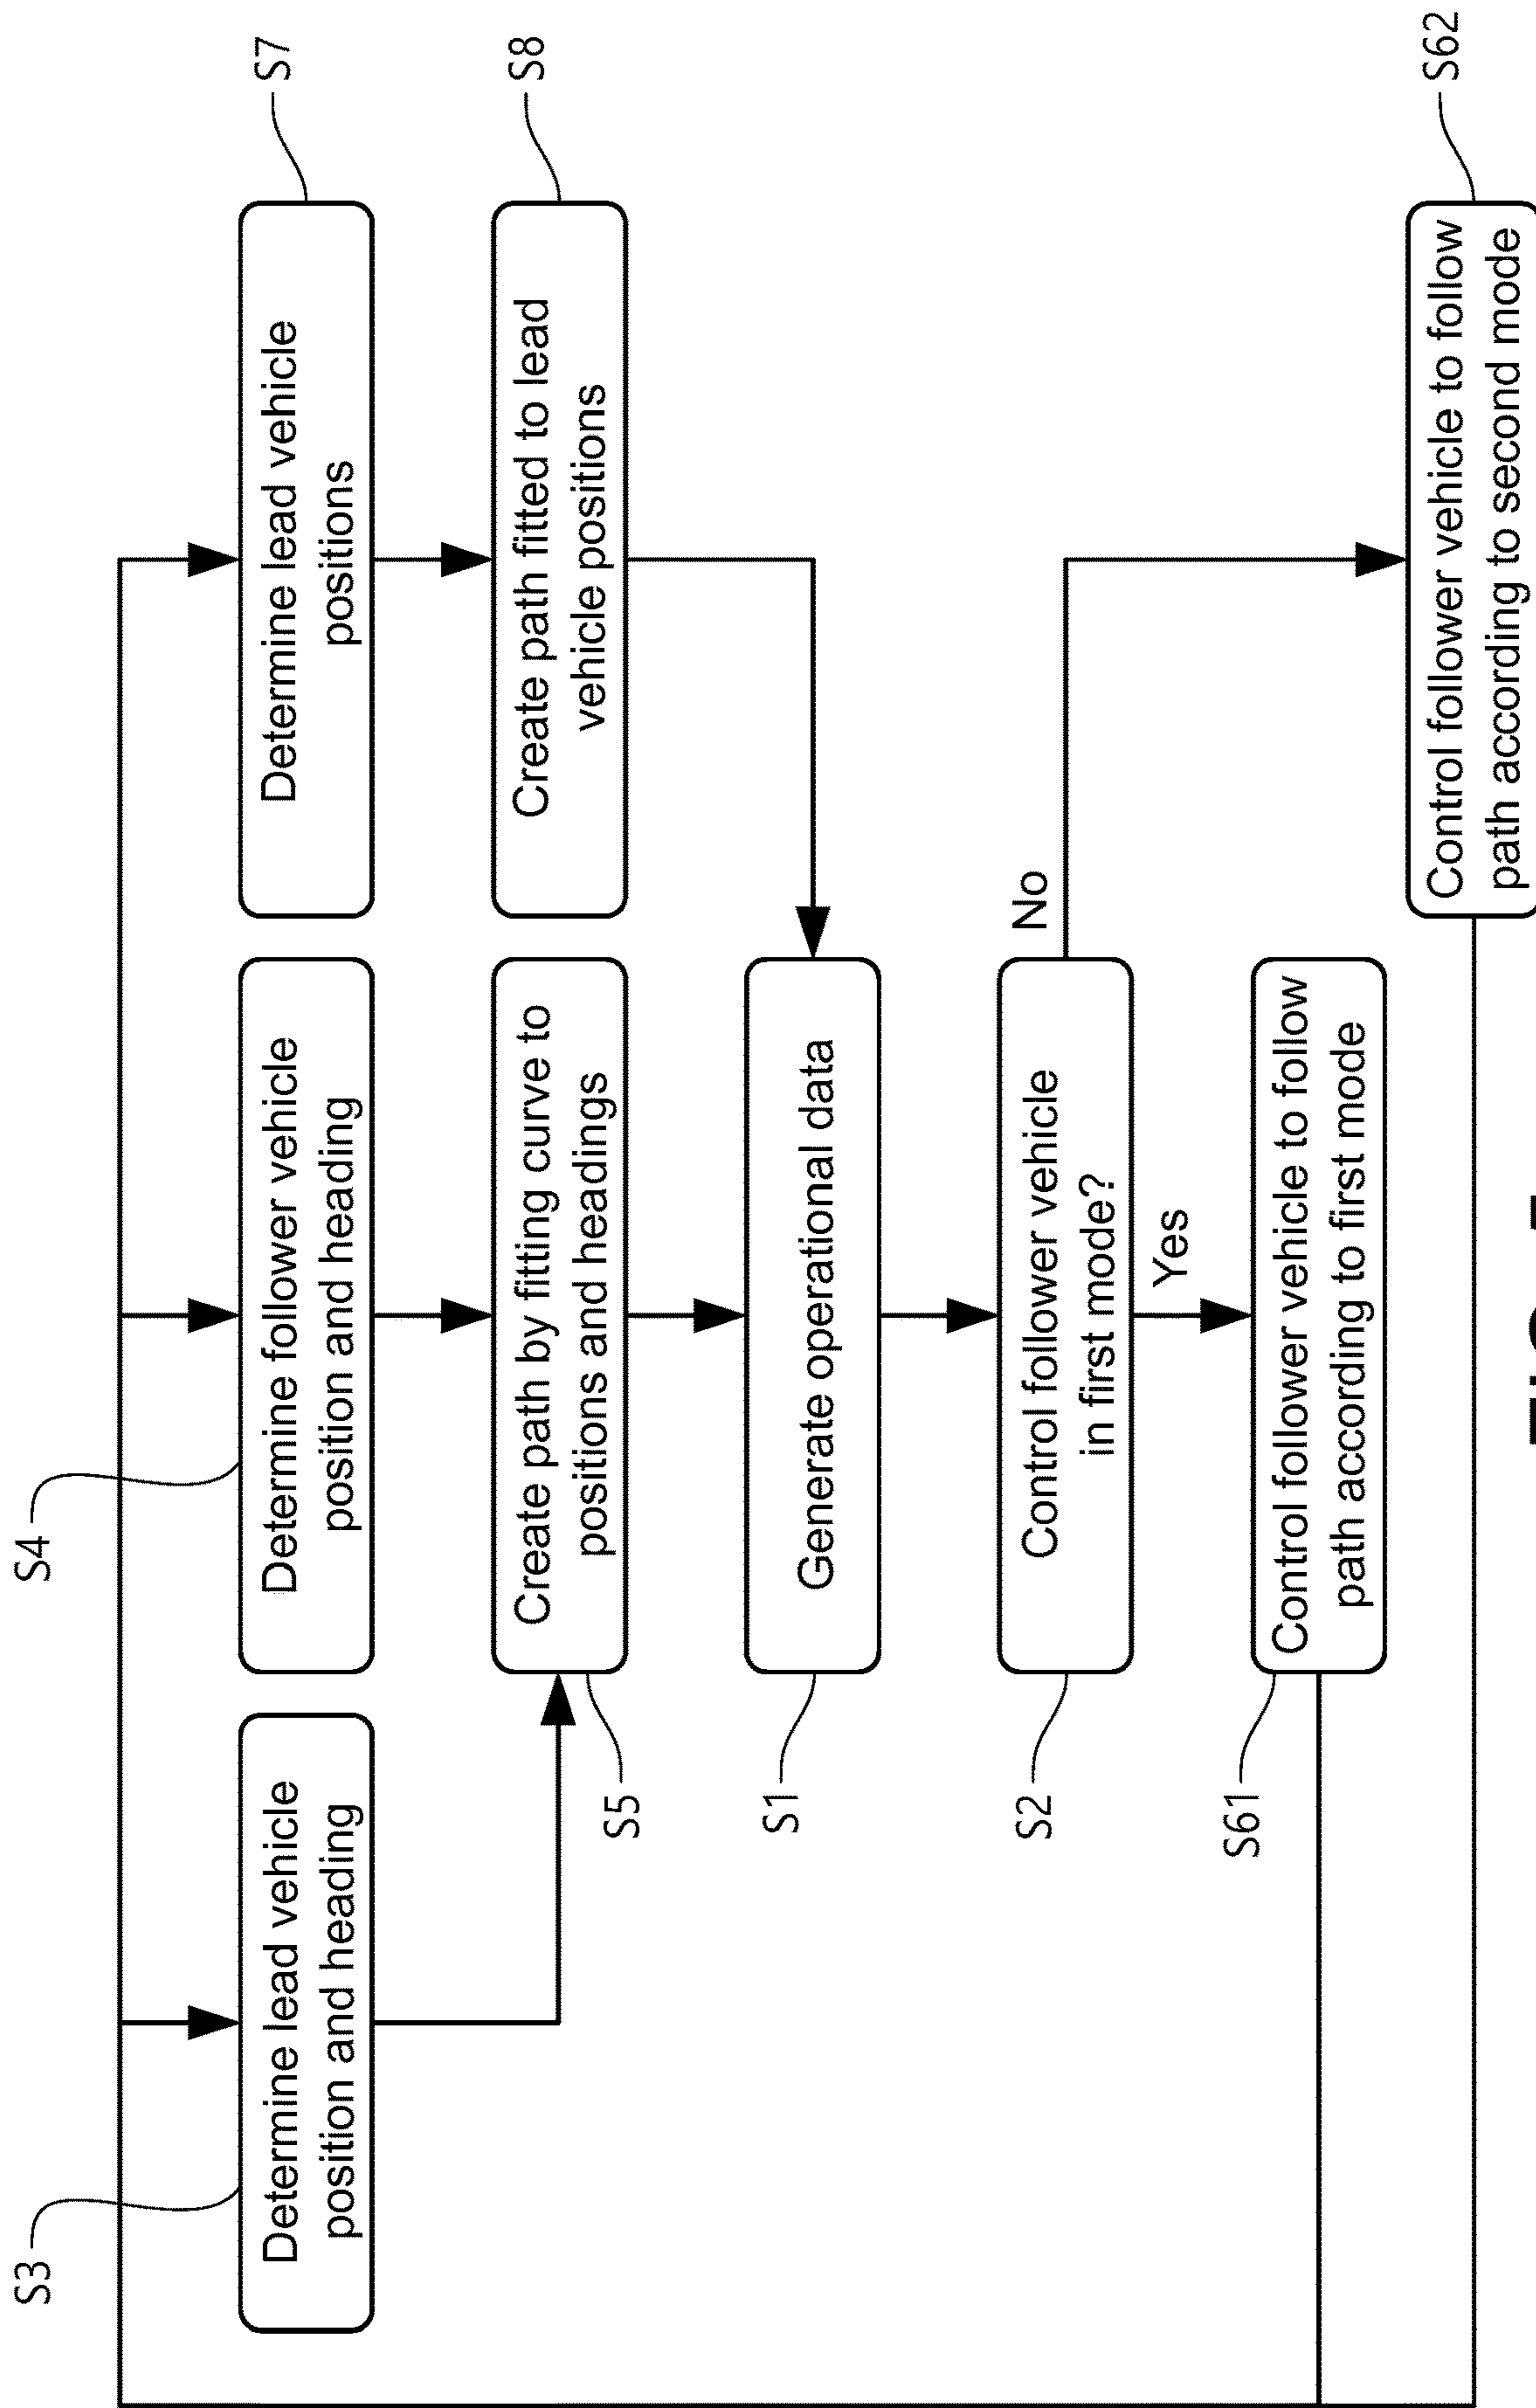 S3
S4
Determine lead vehicle
position and heading
Determine follower vehicle
position and heading
Determine lead vehicle
positions
S7
S5
Create path by fitting curve to
positions and headings
Create path fitted to lead
vehicle positions
S8
S1
Generate operational data
S2
Control follower vehicle
in first mode?
No
Yes
S61
Control follower vehicle to follow
path according to first mode
Control follower vehicle to follow
path according to second mode
S62